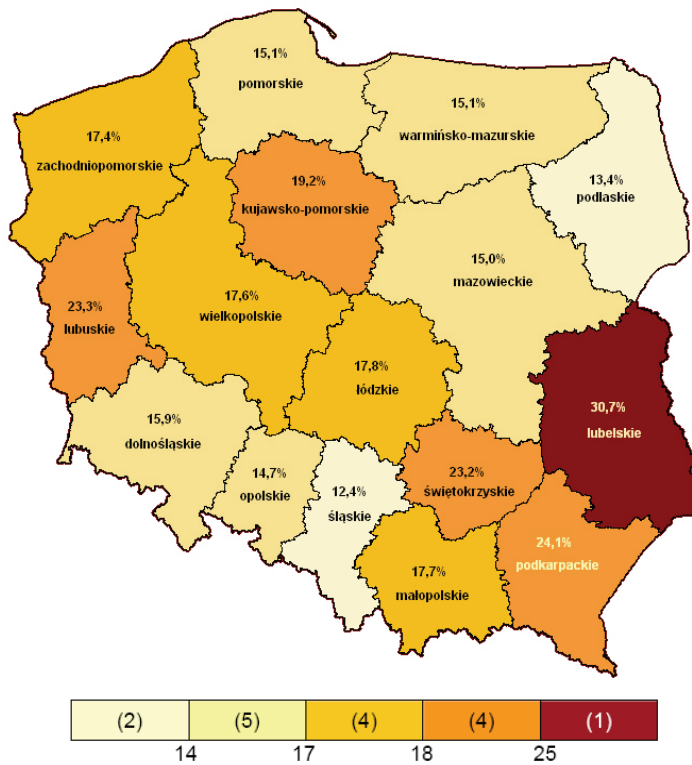 15,1%
pomorskie
15,1%
warmińsko-mazurskie
17,4%
zachodniopomorskie
19,2%
kujawsko-pomorskie
13,4%
podlaskie
15,0%
mazowieckie
23,3%
lubuskie
17,6%
wielkopolskie
17,8%
łódzkie
30,7%
lubelskie
15,9%
dolnośląskie
14,7%
opolskie
12,4%
śląskie
23,2%
świętokrzyskie
24,1%
podkarpackie
17,7%
małopolskie
(2) (5) (4) (4) (1)
14 17 18 25